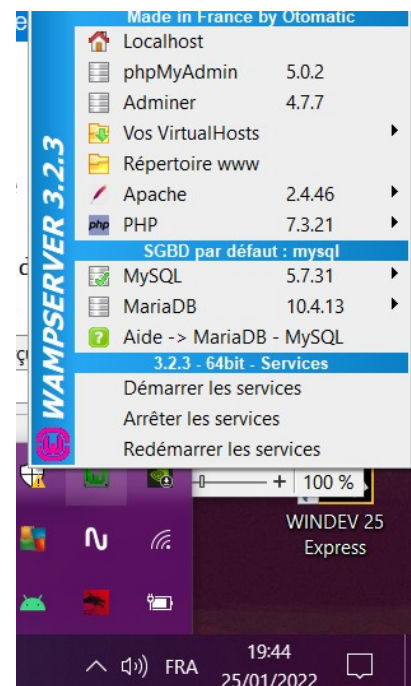 Made in France by Otomatic
Localhost
phpMyAdmin 5.0.2
Adminer 4.7.7
Vos VirtualHosts
Répertoire www
Apache 2.4.46
php PHP 7.3.21
SGBD par défaut : mysql
MySQL 5.7.31
MariaDB 10.4.13
Aide -> MariaDB - MySQL
3.2.3 - 64bit - Services
Démarrer les services
Arrêter les services
Redémarrer les services
WAMPSERVER 3.2.3
100 %
WINDEV 25
Express
FRA
19:44
25/01/2022